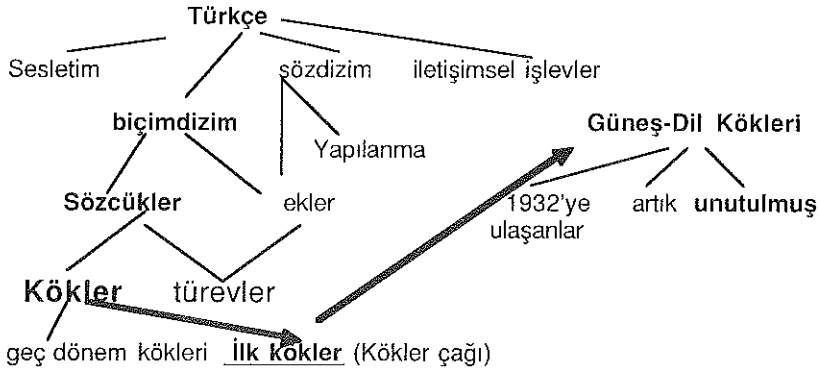 Türkçe
Sesletim sözdizim iletişimsel işlevler
biçimdizim
Yapılanma
Sözcükler ekler
Kökler türevler
geç dönem kökleri İlk kökler (Kökler çağı)
Güneş-Dil Kökleri
1932'ye ulaşanlar
artık unutulmuş